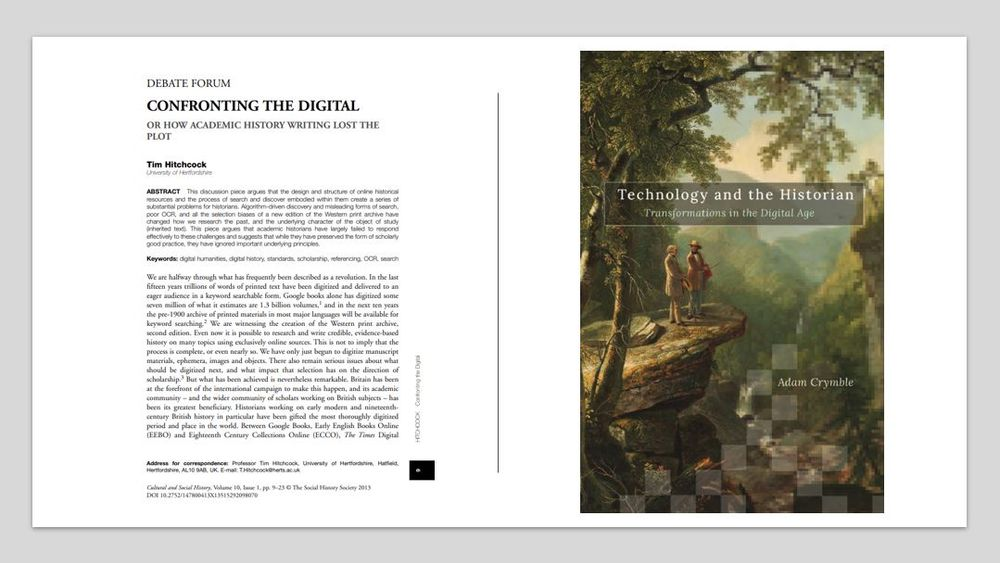 DEBATE FORUM
CONFRONTING THE DIGITAL
OR HOW ACADEMIC HISTORY WRITING LOST THE
PLOT
Tim Hitchcock
University of Hertfordshire
ABSTRACT This discussion piece argues that the design and structure of online historical
resources and the process of search and discover embodied within them create a series of
substantial problems for historians. Algorithm-driven discovery and misleading forms of search,
poor OCR, and all the selection biases of a new edition of the Western print archive have
changed how we research the past, and the underlying character of the object of study
(inherited text). This piece argues that academic historians have largely failed to respond
effectively to these challenges and suggests that while they have preserved the form of scholarly
good practice, they have ignored important underlying principles.
Keywords: digital humanities, digital history, standards, scholarship, referencing, OCR, search
We are halfway through what has frequently been described as a revolution. In the last
fifteen years trillions of words of printed text have been digitized and delivered to an
eager audience in a keyword searchable form. Google books alone has digitized some
seven million of what it estimates are 1.3 billion volumes,1 and in the next ten years
the pre-1900 archive of printed materials in most major languages will be available for
keyword searching.2 We are witnessing the creation of the Western print archive,
second edition. Even now it is possible to research and write credible, evidence-based
history on many topics using exclusively online sources. This is not to imply that the
process is complete, or even nearly so. We have only just begun to digitize manuscript
materials, ephemera, images and objects. There also remain serious issues about what
should be digitized next, and what impact that selection has on the direction of
scholarship.3 But what has been achieved is nevertheless remarkable. Britain has been
at the forefront of the international campaign to make this happen, and its academic
community – and the wider community of scholars working on British subjects – has
been its greatest beneficiary. Historians working on early modern and nineteenth-
century British history in particular have been gifted the most thoroughly digitized
period and place in the world. Between Google Books, Early English Books Online
(EEBO) and Eighteenth Century Collections Online (ECCO), The Times Digital
HITCHCOCK Confronting the Digital
9
Address for correspondence: Professor Tim Hitchcock, University of Hertfordshire, Hatfield,
Hertfordshire, AL10 9AB, UK. E-mail: T.Hitchcock@herts.ac.uk
Cultural and Social History, Volume 10, Issue 1, pp. 9–23 © The Social History Society 2013
DOI 10.2752/147800413X13515292098070
Technology and the Historian
Transformations in the Digital Age
Adam Crymble